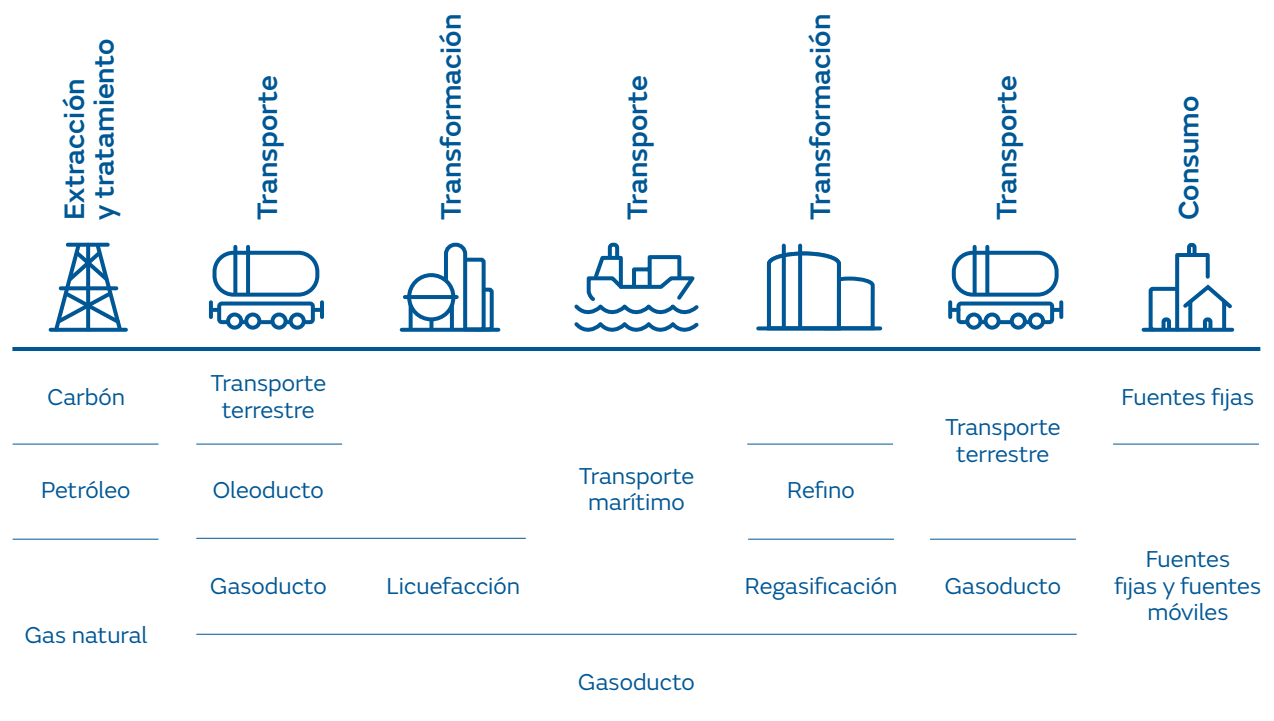 Extracción
y tratamiento
Transporte
Transformación
Transporte
Transformación
Transporte
Consumo
Carbón
Transporte
terrestre
Fuentes fijas
Transporte
terrestre
Petróleo
Oleoducto
Transporte
marítimo
Refino
Gasoducto
Licuefacción
Regasificación
Gasoducto
Fuentes
fijas y fuentes
móviles
Gas natural
Gasoducto